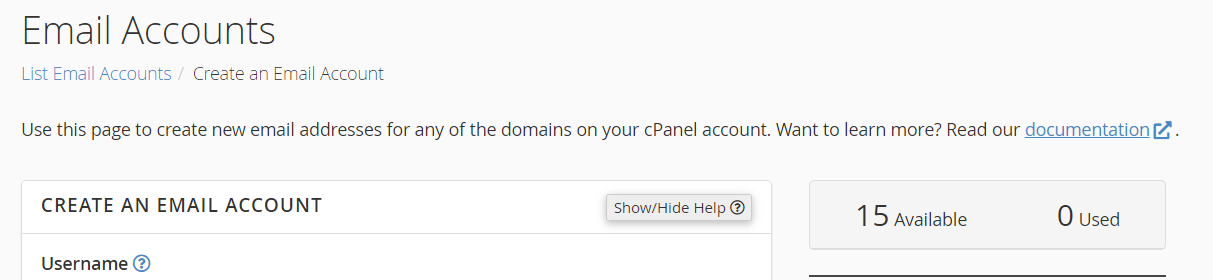 Email Accounts
List Email Accounts / Create an Email Account
Use this page to create new email addresses for any of the domains on your cPanel account. Want to learn more? Read our documentation.
CREATE AN EMAIL ACCOUNT
Show/Hide Help
15 Available
0 Used
Username